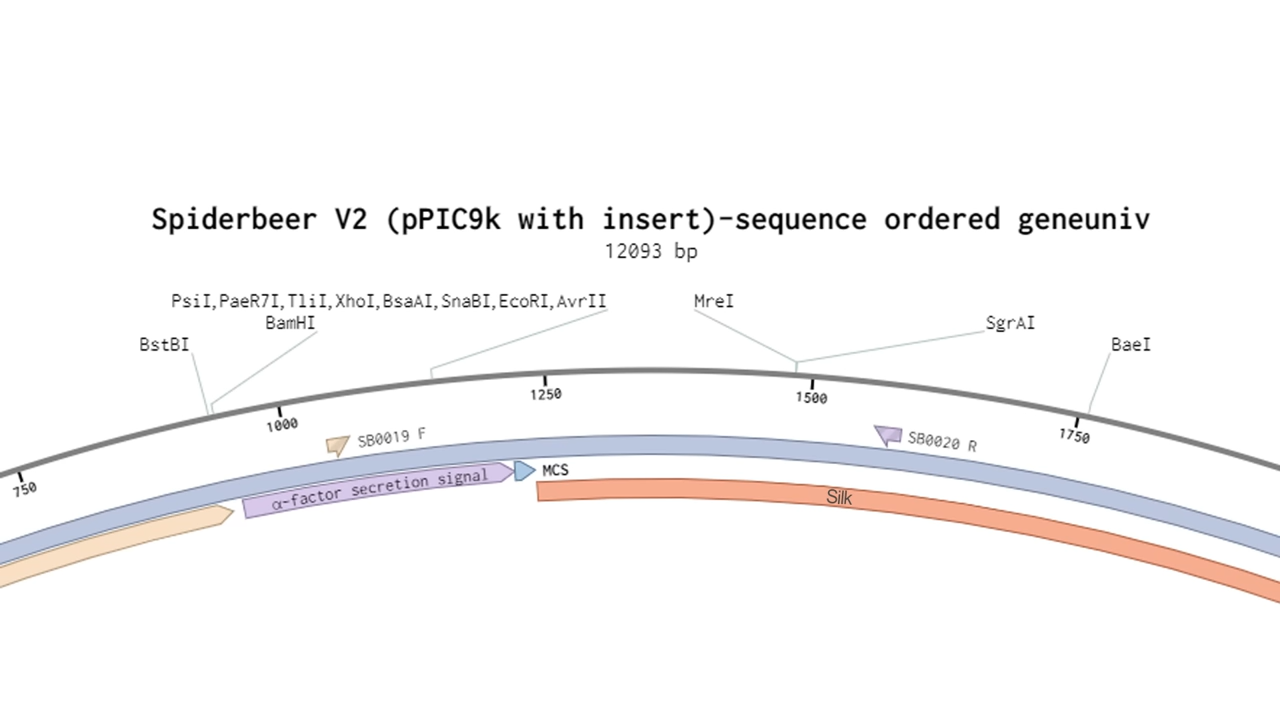 Spiderbeer V2 (pPIC9k with insert)-sequence ordered geneuniv
12093 bp
PsiI,PaeR7I,TliI,XhoI,BsaAI,SnaBI,EcoRI,AvrII
MreI
BamHI
SgrAI
BstBI
BaeI
750
1000
1250
1500
1750
SB0019 F
SB0020 R
α-factor secretion signal
MCS
Silk